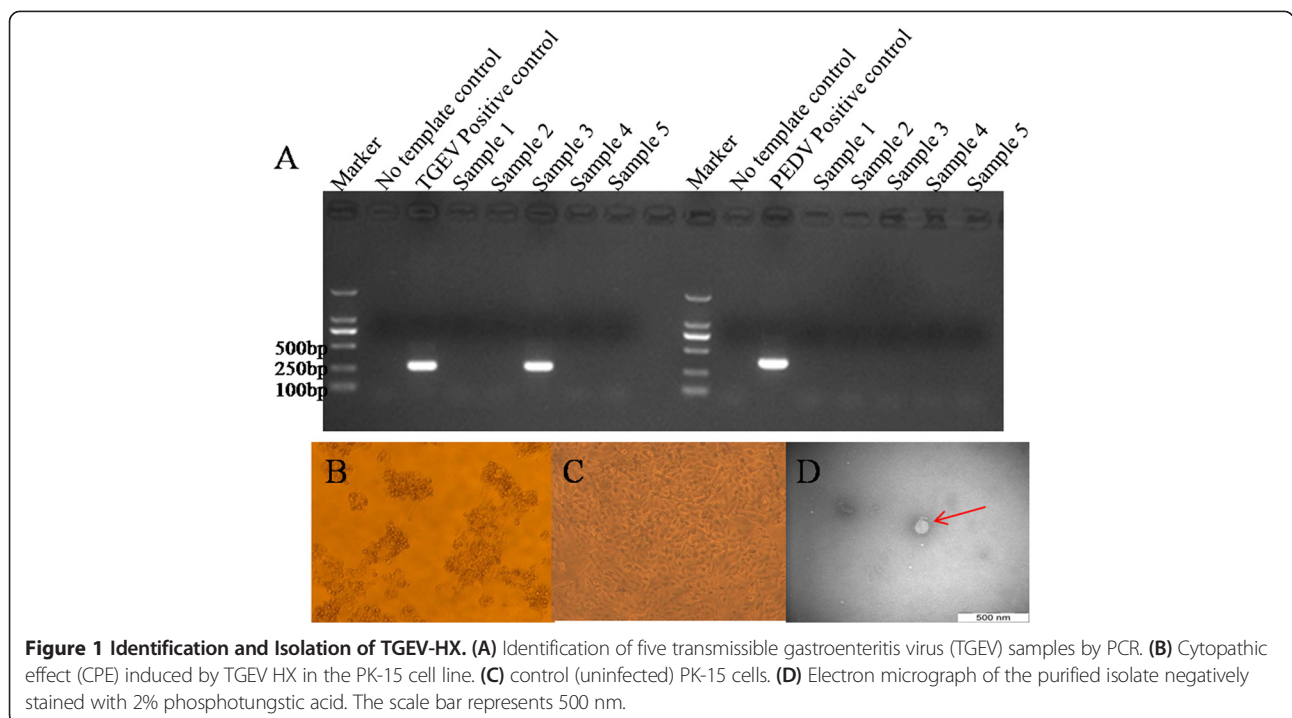 A
Marker
No template control
TGEV Positive control
Sample 1
Sample 2
Sample 3
Sample 4
Sample 5
Marker
No template control
PEDV Positive control
Sample 1
Sample 2
Sample 3
Sample 4
Sample 5
500bp
250bp
100bp
B
C
D
500 nm
Figure 1 Identification and Isolation of TGEV-HX. (A) Identification of five transmissible gastroenteritis virus (TGEV) samples by PCR. (B) Cytopathic
effect (CPE) induced by TGEV HX in the PK-15 cell line. (C) control (uninfected) PK-15 cells. (D) Electron micrograph of the purified isolate negatively
stained with 2% phosphotungstic acid. The scale bar represents 500 nm.